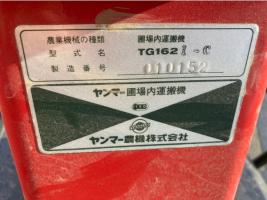 農業機械の種類 圃場内運搬機
型式名 TG162 i-C
製造番号 010152
ヤンマー圃場内運搬機
ヤンマー農機株式会社